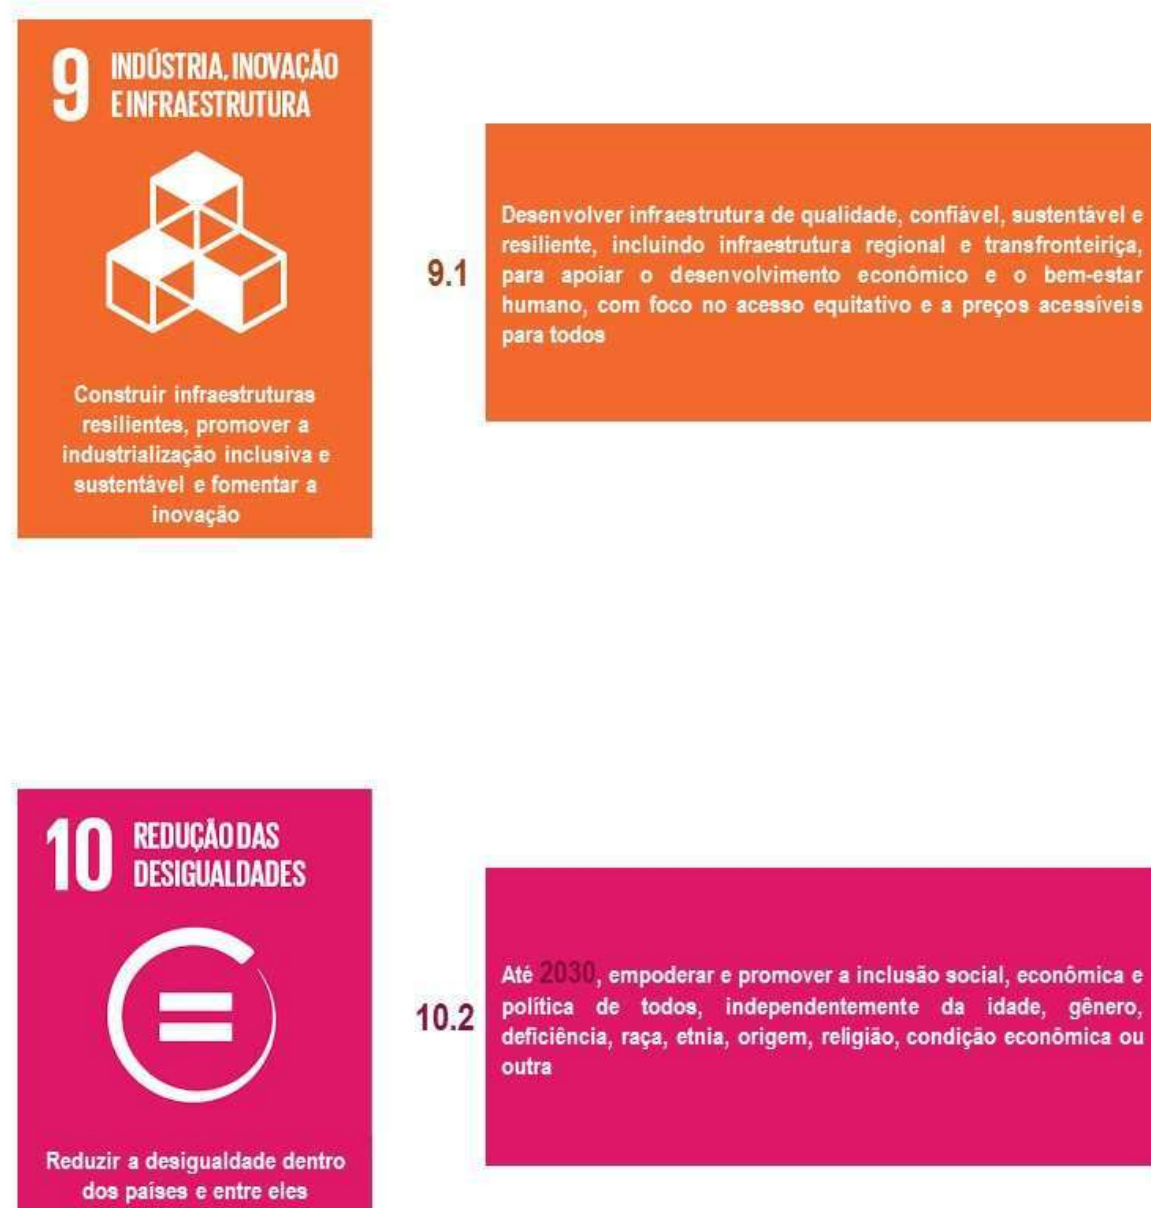 9 INDÚSTRIA, INOVAÇÃO
E INFRAESTRUTURA
Construir infraestruturas
resilientes, promover a
industrialização inclusiva e
sustentável e fomentar a
inovação
9.1
Desenvolver infraestrutura de qualidade, confiável, sustentável e
resiliente, incluindo infraestrutura regional e transfronteiriça,
para apoiar o desenvolvimento econômico e o bem-estar
humano, com foco no acesso equitativo e a preços acessíveis
para todos
10 REDUÇÃO DAS
DESIGUALDADES
Reduzir a desigualdade dentro
dos países e entre eles
10.2
Até 2030, empoderar e promover a inclusão social, econômica e
política de todos, independentemente da idade, gênero,
deficiência, raça, etnia, origem, religião, condição econômica ou
outra